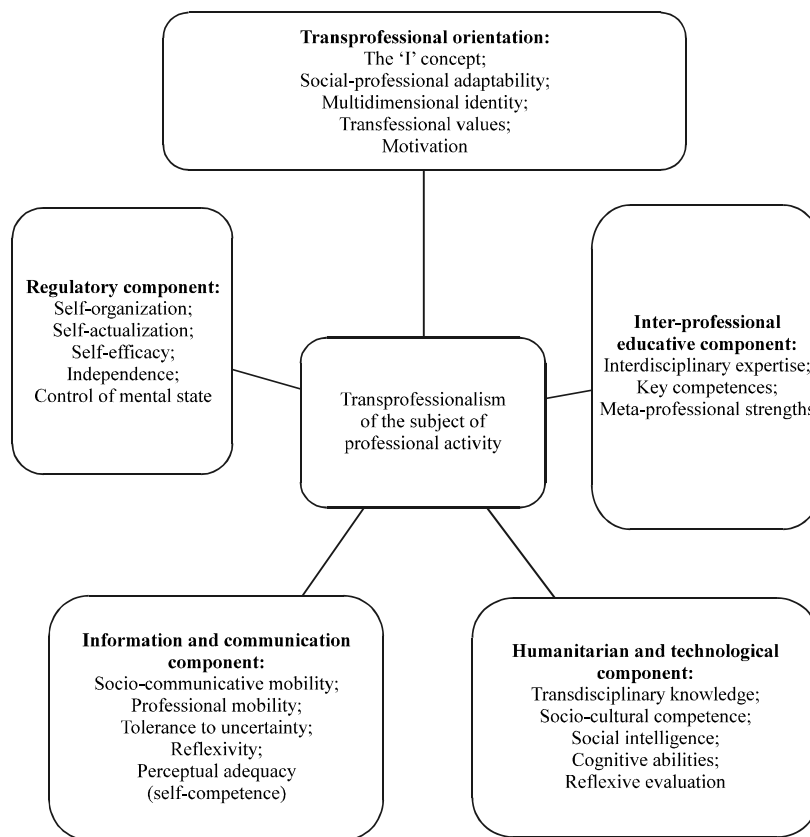 Transprofessional orientation:
The ‘I’ concept;
Social-professional adaptability;
Multidimensional identity;
Transfessional values;
Motivation
Regulatory component:
Self-organization;
Self-actualization;
Self-efficacy;
Independence;
Control of mental state
Transprofessionalism
of the subject of
professional activity
Inter-professional
educative component:
Interdisciplinary expertise;
Key competences;
Meta-professional strengths
Information and communication
component:
Socio-communicative mobility;
Professional mobility;
Tolerance to uncertainty;
Reflexivity;
Perceptual adequacy
(self-competence)
Humanitarian and technological
component:
Transdisciplinary knowledge;
Socio-cultural competence;
Social intelligence;
Cognitive abilities;
Reflexive evaluation